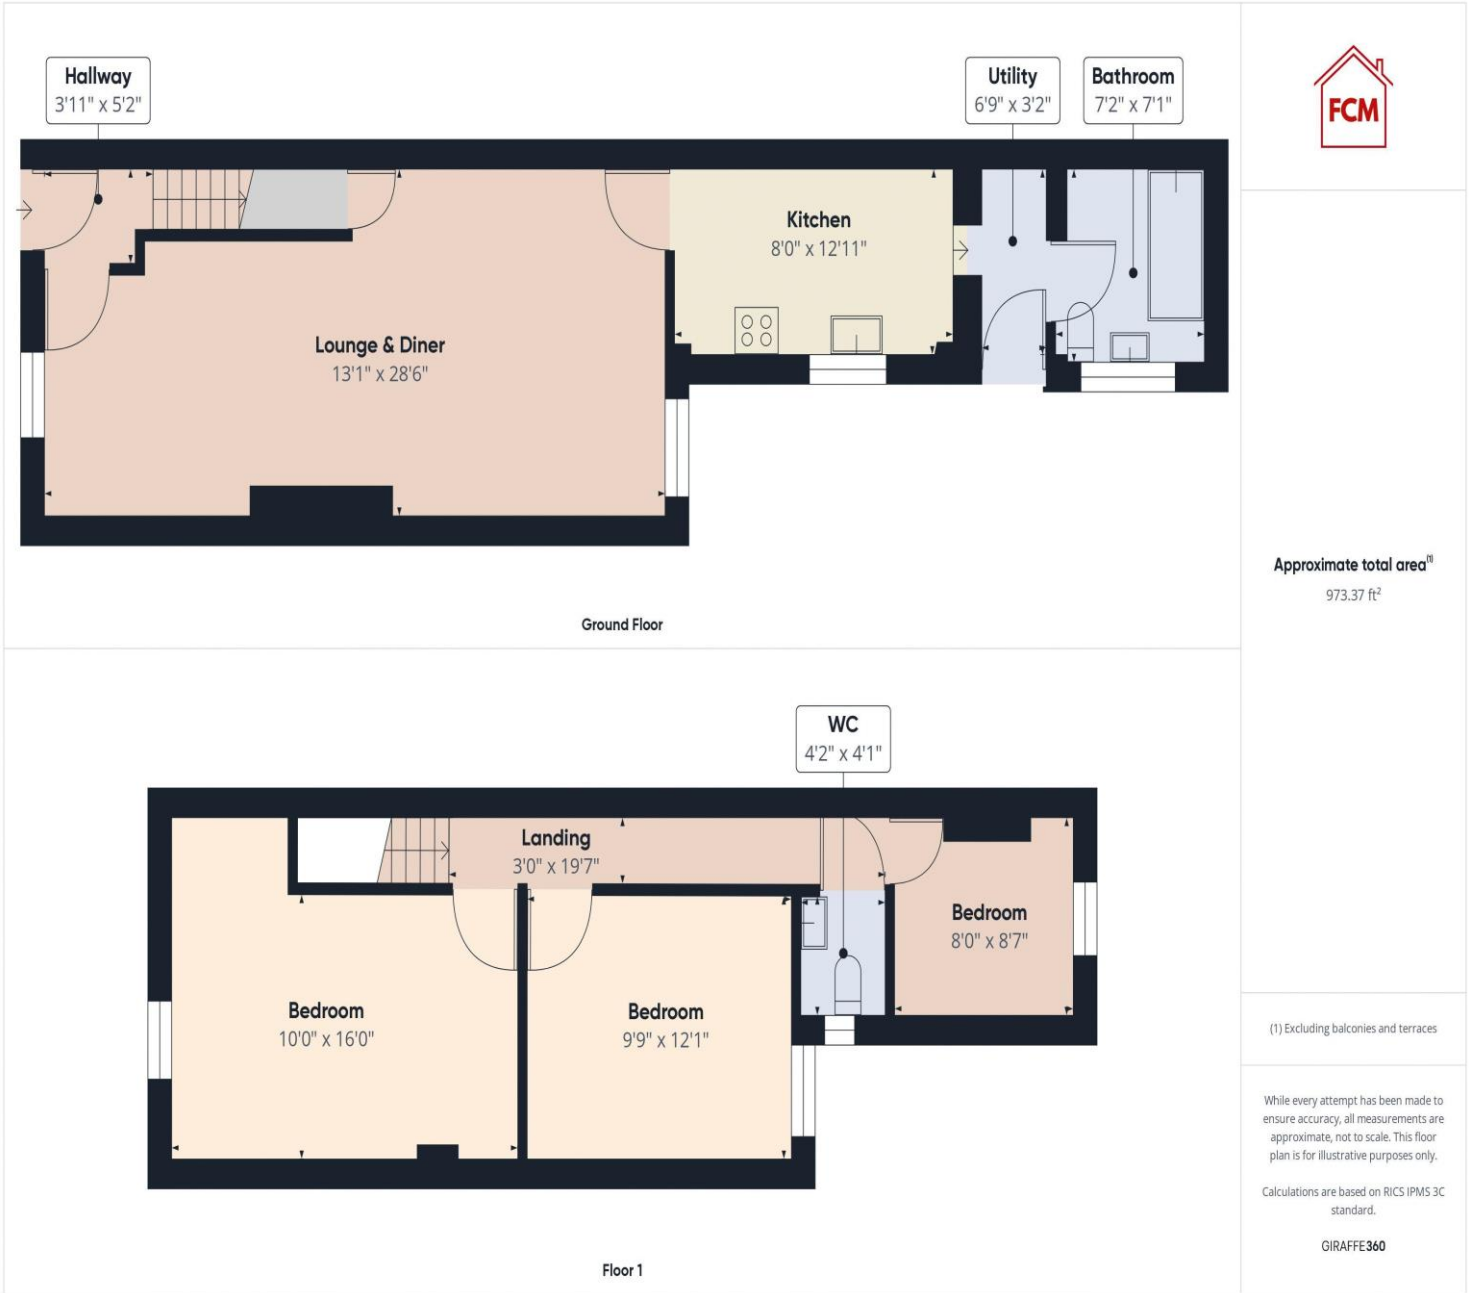 Hallway
3'11" x 5'2"
Utility
6'9" x 3'2"
Bathroom
7'2" x 7'1"
FCM
Kitchen
8'0" x 12'11"
Lounge & Diner
13'1" x 28'6"
Ground Floor
Approximate total area(1)
973.37 ft²
WC
4'2" x 4'1"
Landing
3'0" x 19'7"
Bedroom
8'0" x 8'7"
Bedroom
10'0" x 16'0"
Bedroom
9'9" x 12'1"
Floor 1
(1) Excluding balconies and terraces
While every attempt has been made to
ensure accuracy, all measurements are
approximate, not to scale. This floor
plan is for illustrative purposes only.
Calculations are based on RICS IPMS 3C
standard.
GIRAFFE360